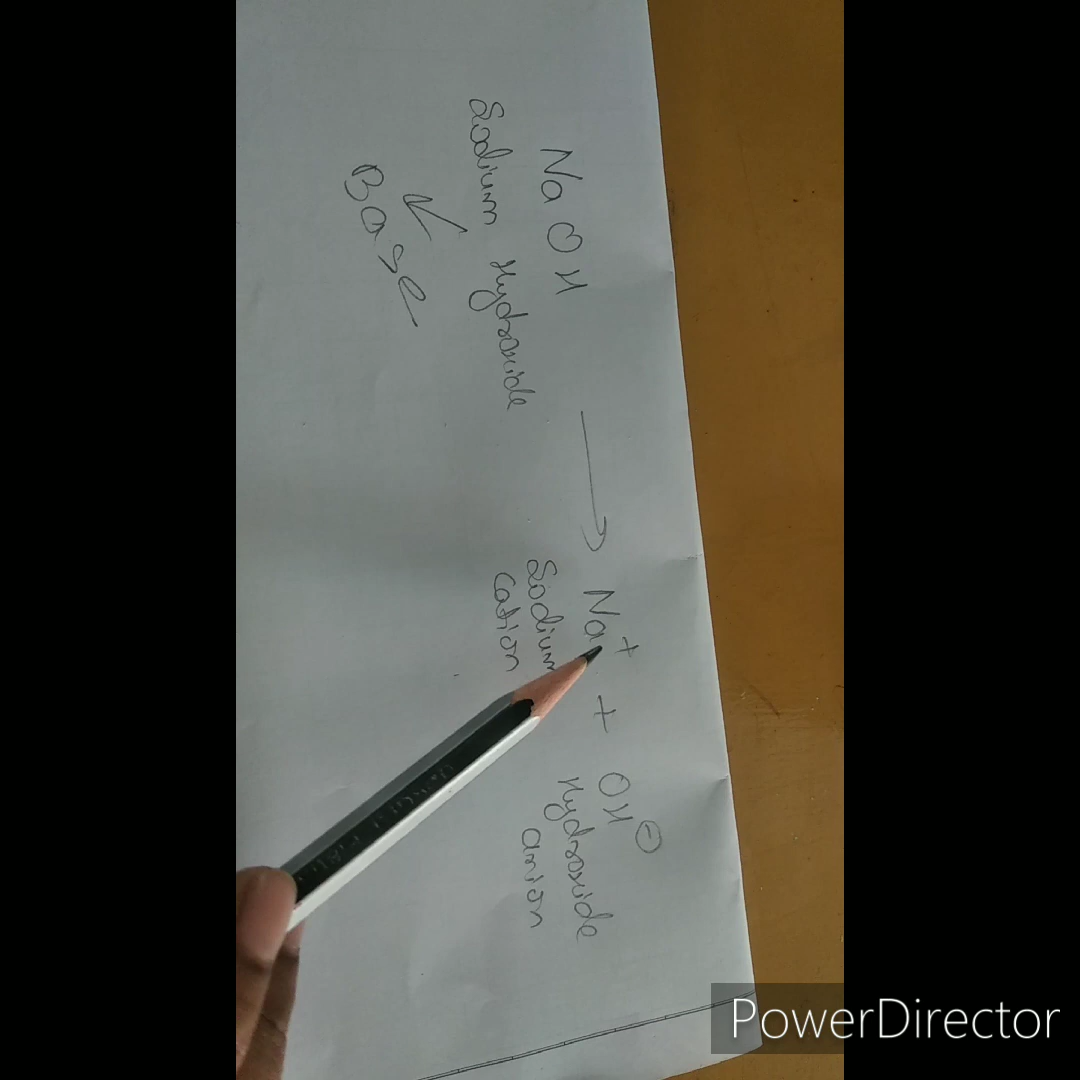 NaOH → Na+ + OH⊖
Sodium Hydroxide Sodium cation Hydroxide anion
↙
Base
PowerDirector